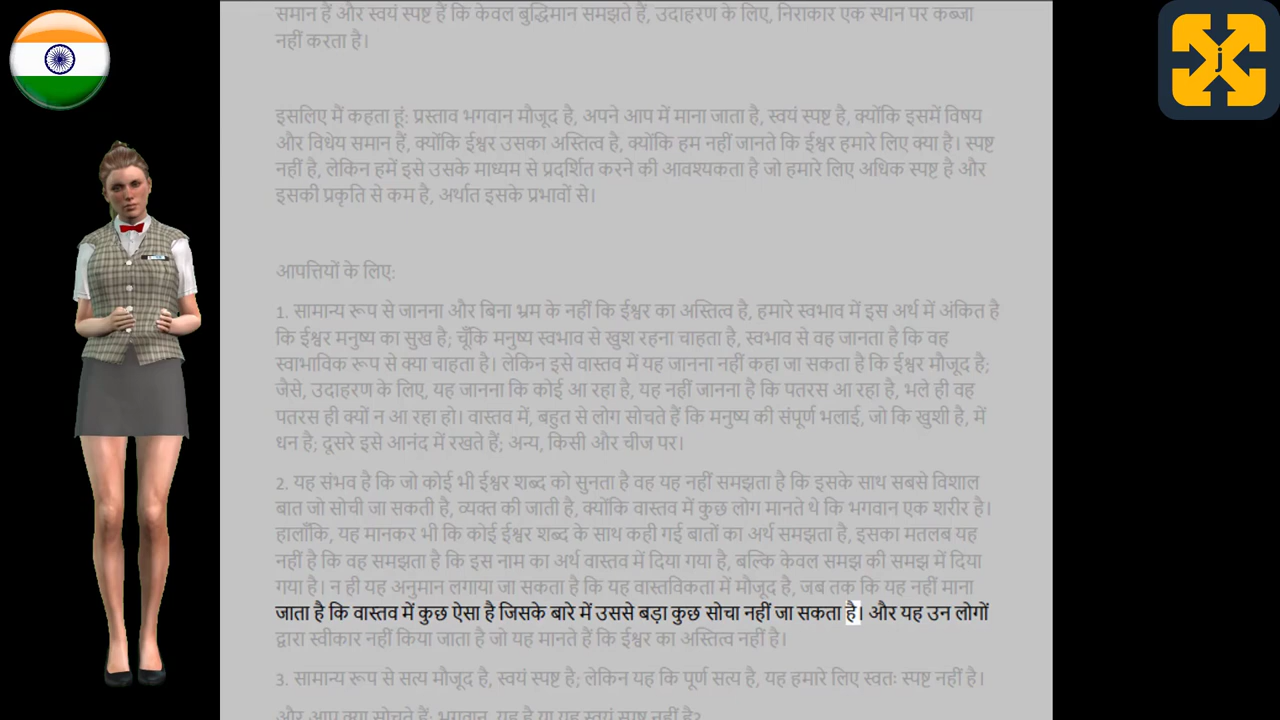 समान हैं और स्वयं स्पष्ट हैं कि केवल बुद्धिमान समझते हैं, उदाहरण के लिए, निराकार एक स्थान पर कब्जा
नहीं करता है।
इसलिए मैं कहता हूं: प्रस्ताव भगवान मौजूद है, अपने आप में माना जाता है, स्वयं स्पष्ट है, क्योंकि इसमें विषय
और विधेय समान हैं, क्योंकि ईश्वर उसका अस्तित्व है, क्योंकि हम नहीं जानते कि ईश्वर हमारे लिए क्या है। स्पष्ट
नहीं है, लेकिन हमें इसे उसके माध्यम से प्रदर्शित करने की आवश्यकता है जो हमारे लिए अधिक स्पष्ट है और
इसकी प्रकृति से कम है, अर्थात इसके प्रभावों से।
आपत्तियों के लिए:
1. सामान्य रूप से जानना और बिना भ्रम के नहीं कि ईश्वर का अस्तित्व है, हमारे स्वभाव में इस अर्थ में अंकित है
कि ईश्वर मनुष्य का सुख है; चूँकि मनुष्य स्वभाव से खुश रहना चाहता है, स्वभाव से वह जानता है कि वह
स्वाभाविक रूप से क्या चाहता है। लेकिन इसे वास्तव में यह जानना नहीं कहा जा सकता है कि ईश्वर मौजूद है;
जैसे, उदाहरण के लिए, यह जानना कि कोई आ रहा है, यह नहीं जानना है कि पतरस आ रहा है, भले ही वह
पतरस ही क्यों न आ रहा हो। वास्तव में, बहुत से लोग सोचते हैं कि मनुष्य की संपूर्ण भलाई, जो कि खुशी है, में
धन है; दूसरे इसे आनंद में रखते हैं; अन्य, किसी और चीज पर।
2. यह संभव है कि जो कोई भी ईश्वर शब्द को सुनता है वह यह नहीं समझता है कि इसके साथ सबसे विशाल
बात जो सोची जा सकती है, व्यक्त की जाती है, क्योंकि वास्तव में कुछ लोग मानते थे कि भगवान एक शरीर है।
हालाँकि, यह मानकर भी कि कोई ईश्वर शब्द के साथ कही गई बातों का अर्थ समझता है, इसका मतलब यह
नहीं है कि वह समझता है कि इस नाम का अर्थ वास्तव में दिया गया है, बल्कि केवल समझ की समझ में दिया
गया है। न ही यह अनुमान लगाया जा सकता है कि यह वास्तविकता में मौजूद है, जब तक कि यह नहीं माना
जाता है कि वास्तव में कुछ ऐसा है जिसके बारे में उससे बड़ा कुछ सोचा नहीं जा सकता है। और यह उन लोगों
द्वारा स्वीकार नहीं किया जाता है जो यह मानते हैं कि ईश्वर का अस्तित्व नहीं है।
3. सामान्य रूप से सत्य मौजूद है, स्वयं स्पष्ट है; लेकिन यह कि पूर्ण सत्य है, यह हमारे लिए स्वतः स्पष्ट नहीं है।
और आप क्या सोचते हैं: भगवान, यह है या यह स्वयं स्पष्ट नहीं है?
j